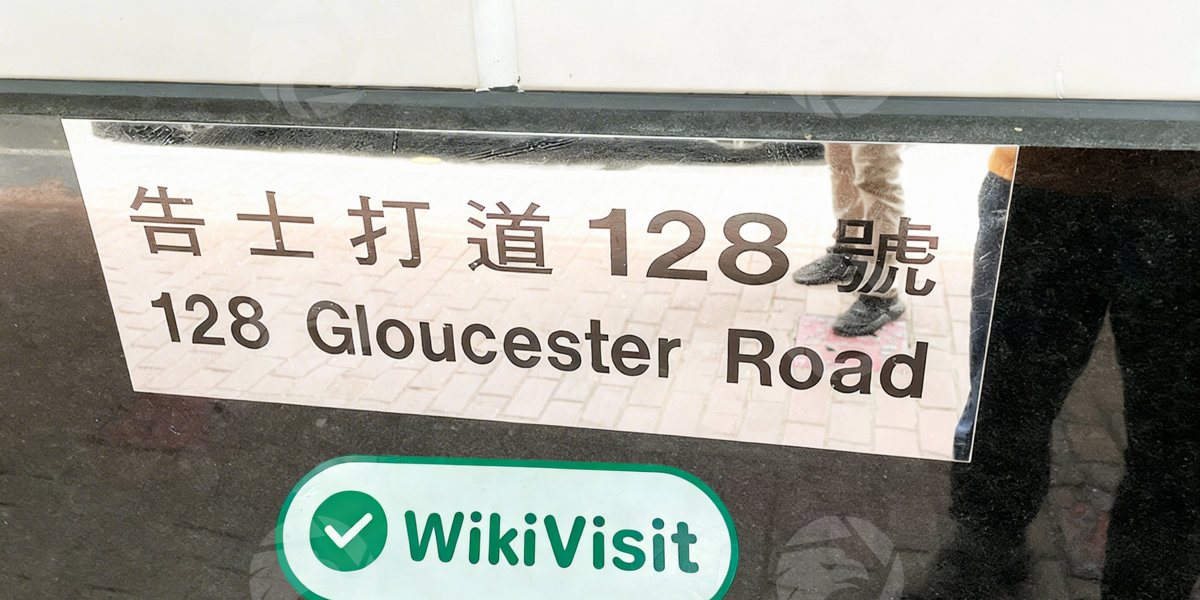 告士打道128號
128 Gloucester Road
WikiVisit